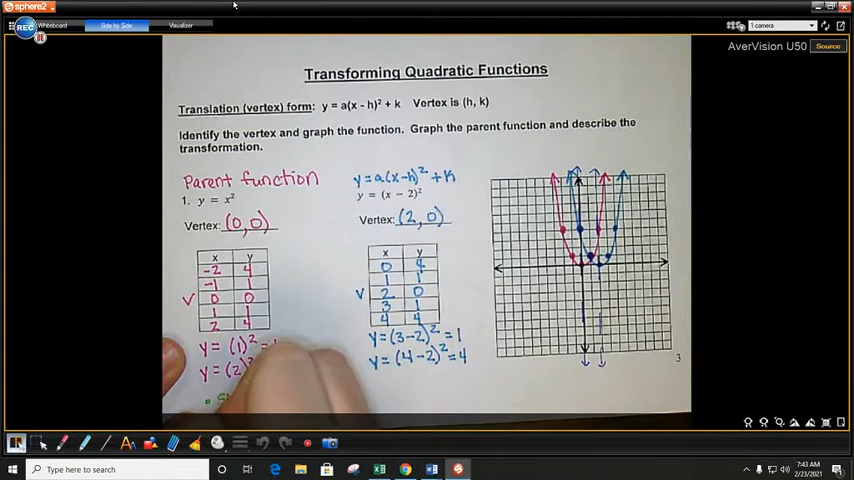 sphere2
REC Whiteboard Side by Side Visualizer 1 camera
AverVision U50 Source
Transforming Quadratic Functions
Translation (vertex) form: y = a(x - h)² + k Vertex is (h, k)
Identify the vertex and graph the function. Graph the parent function and describe the
transformation.
Parent function
1. y = x²
Vertex: (0,0)
x y
-2 4
-1 1
V 0 0
1 1
2 4
y = (1)² =
y = (2)²
y = a(x-h)² + k
y = (x - 2)²
Vertex: (2,0)
x y
0 4
1 1
V 2 0
3 1
4 4
y = (3-2)² = 1
y = (4-2)² = 4
3
Type here to search
7:43 AM
2/23/2021